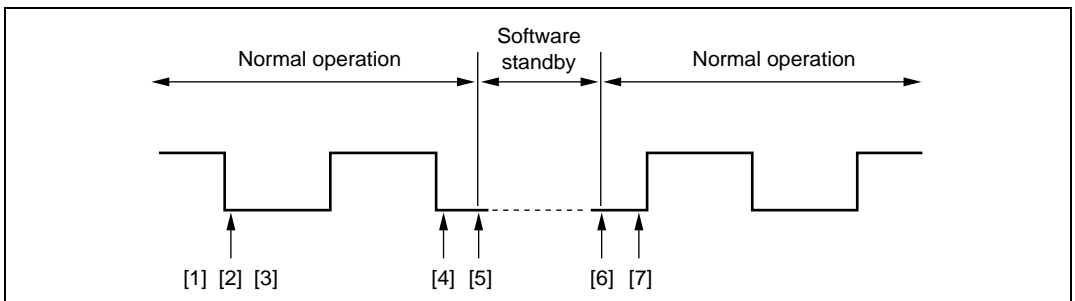 Software
standby
Normal operation
Normal operation
[1] [2] [3] [4] [5] [6] [7]